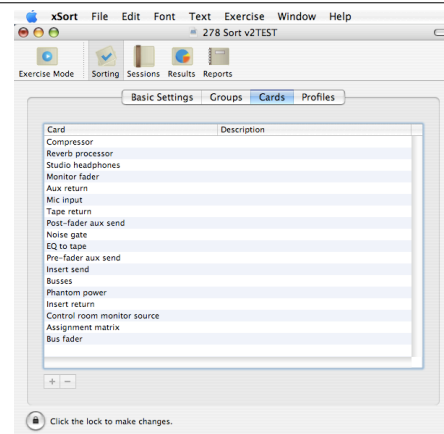 xSort File Edit Font Text Exercise Window Help
278 Sort v2TEST
Exercise Mode Sorting Sessions Results Reports
Basic Settings Groups Cards Profiles
Card Description
Compressor
Reverb processor
Studio headphones
Monitor fader
Aux return
Mic input
Tape return
Post-fader aux send
Noise gate
EQ to tape
Pre-fader aux send
Insert send
Busses
Phantom power
Insert return
Control room monitor source
Assignment matrix
Bus fader
+ −
Click the lock to make changes.